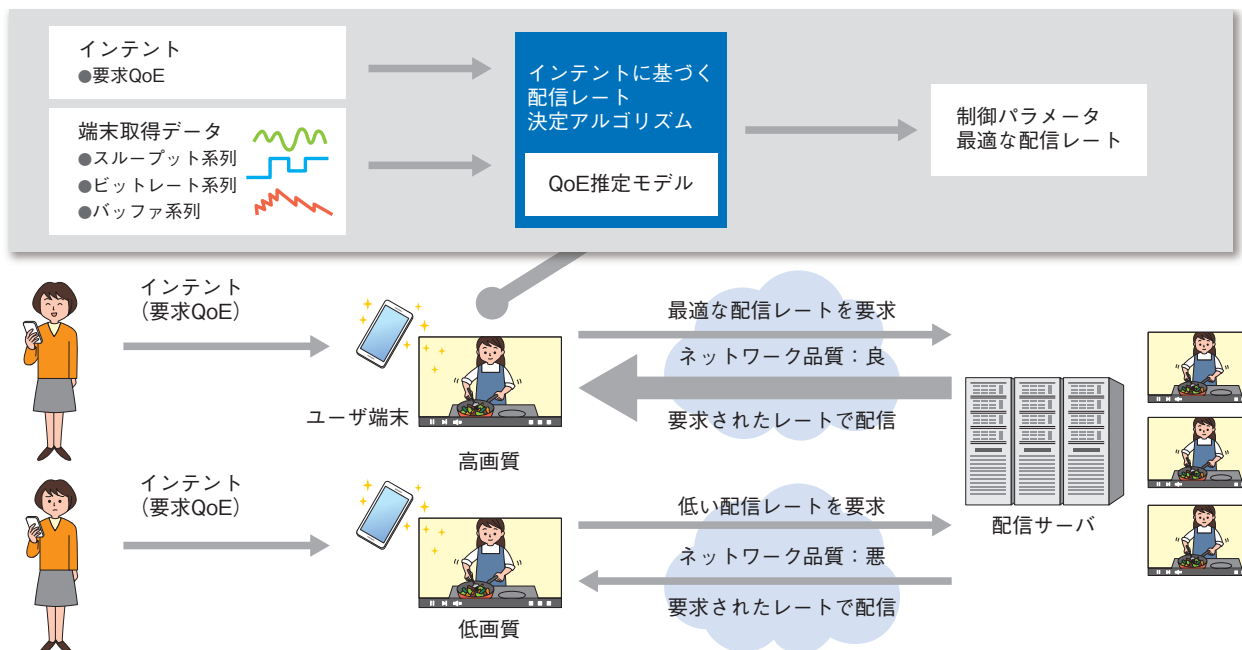 インテント
●要求QoE
端末取得データ
●スループット系列
●ビットレート系列
●バッファ系列
インテントに基づく
配信レート
決定アルゴリズム
QoE推定モデル
制御パラメータ
最適な配信レート
インテント
(要求QoE)
ユーザ端末
高画質
最適な配信レートを要求
ネットワーク品質:良
要求されたレートで配信
インテント
(要求QoE)
低画質
低い配信レートを要求
ネットワーク品質:悪
要求されたレートで配信
配信サーバ